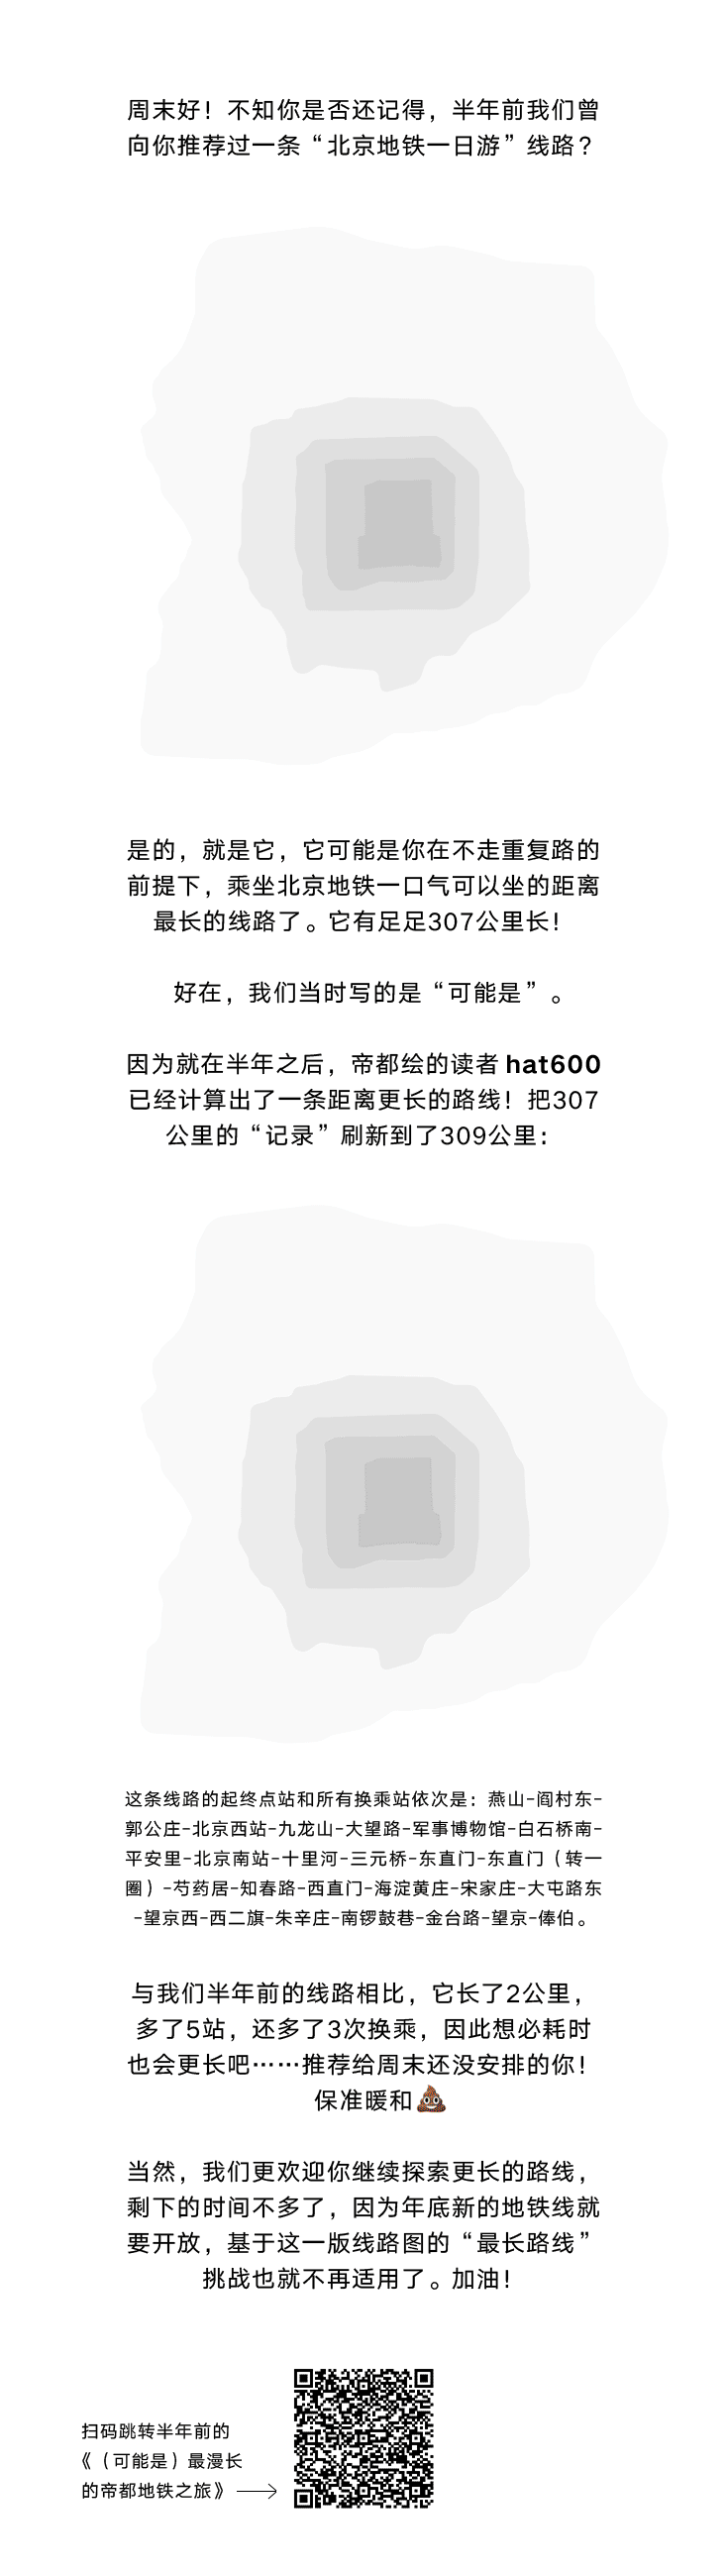 周末好！不知你是否还记得，半年前我们曾
向你推荐过一条“北京地铁一日游”线路？
是的，就是它，它可能是你在不走重复路的
前提下，乘坐北京地铁一口气可以坐的距离
最长的线路了。它有足足307公里长！
好在，我们当时写的是“可能是”。
因为就在半年之后，帝都绘的读者 hat600
已经计算出了一条距离更长的路线！把307
公里的“记录”刷新到了309公里：
这条线路的起终点站和所有换乘站依次是：燕山-阎村东-
郭公庄-北京西站-九龙山-大望路-军事博物馆-白石桥南-
平安里-北京南站-十里河-三元桥-东直门-东直门（转一
圈）-芍药居-知春路-西直门-海淀黄庄-宋家庄-大屯路东
-望京西-西二旗-朱辛庄-南锣鼓巷-金台路-望京-俸伯。
与我们半年前的线路相比，它长了2公里，
多了5站，还多了3次换乘，因此想必耗时
也会更长吧……推荐给周末还没安排的你！
保准暖和💩
当然，我们更欢迎你继续探索更长的路线，
剩下的时间不多了，因为年底新的地铁线就
要开放，基于这一版线路图的“最长路线”
挑战也就不再适用了。加油！
扫码跳转半年前的
《（可能是）最漫长
的帝都地铁之旅》